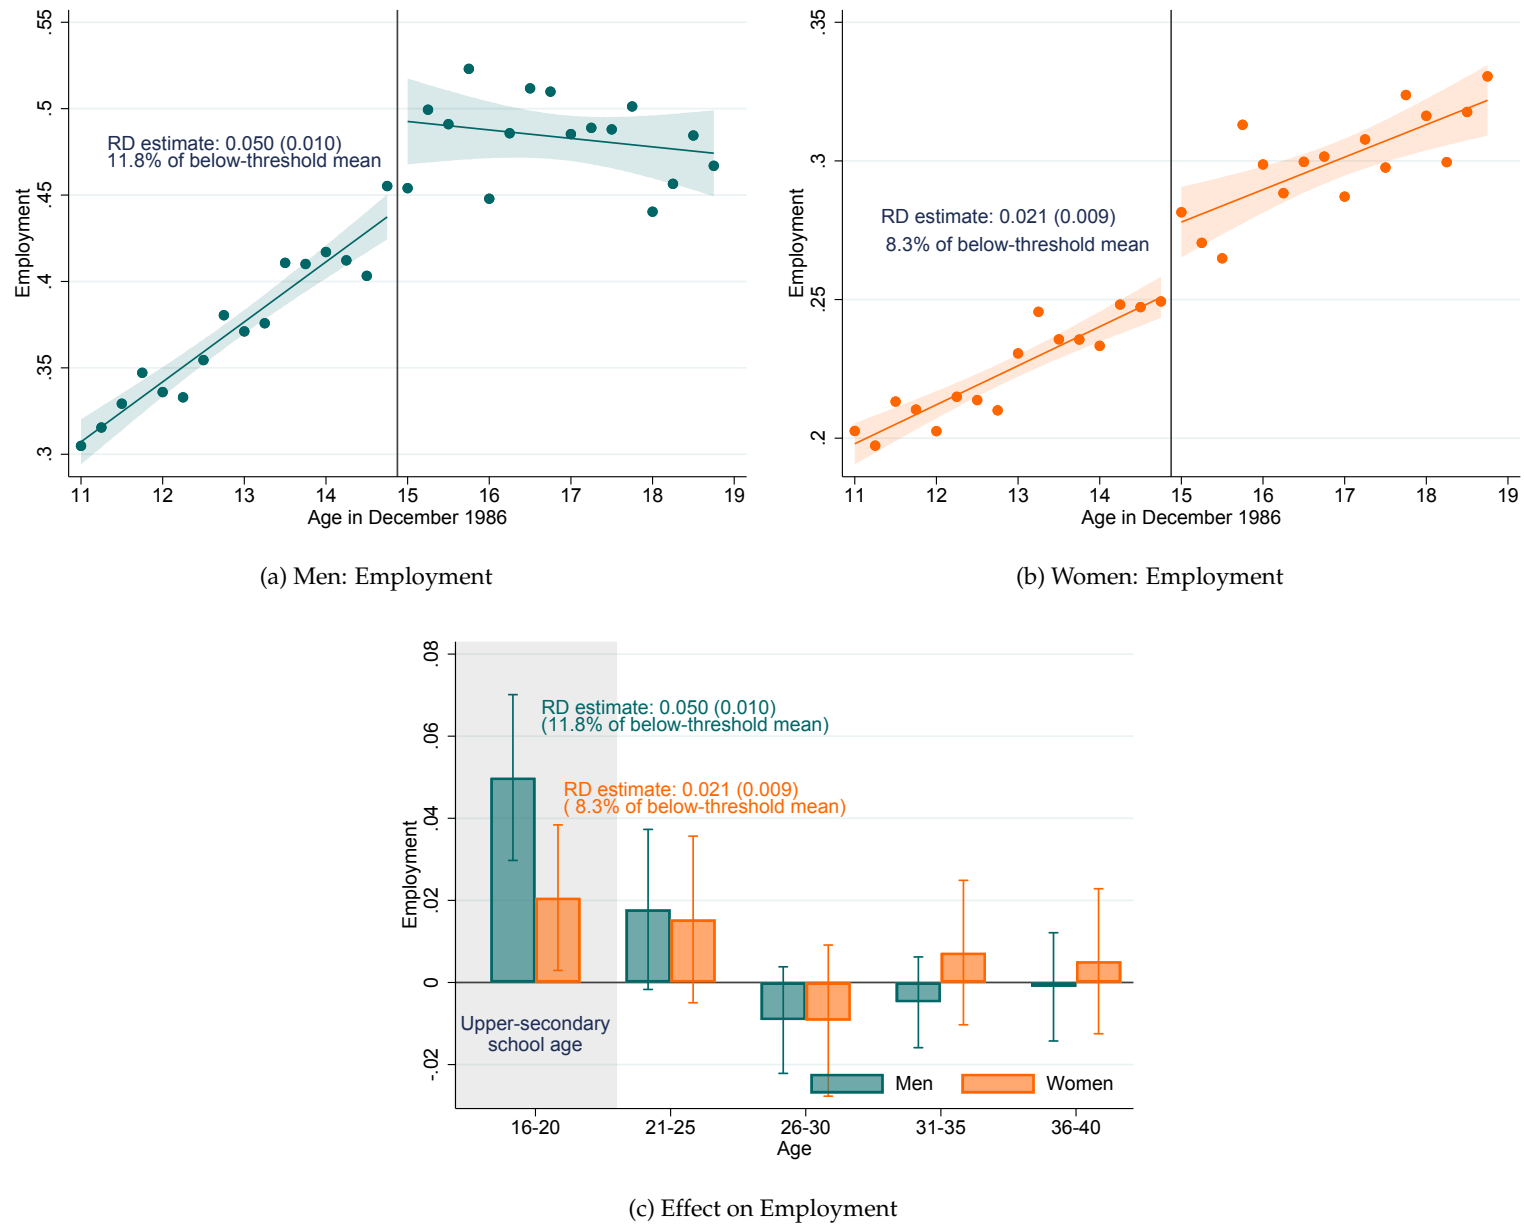 .55
.5
.45
.4
.35
.3
Employment
RD estimate: 0.050 (0.010)
11.8% of below-threshold mean
11 12 13 14 15 16 17 18 19
Age in December 1986
(a) Men: Employment
.35
.3
.25
.2
Employment
RD estimate: 0.021 (0.009)
8.3% of below-threshold mean
11 12 13 14 15 16 17 18 19
Age in December 1986
(b) Women: Employment
.08
.06
.04
.02
0
-.02
Employment
RD estimate: 0.050 (0.010)
(11.8% of below-threshold mean)
RD estimate: 0.021 (0.009)
( 8.3% of below-threshold mean)
Upper-secondary
school age
Men Women
16-20 21-25 26-30 31-35 36-40
Age
(c) Effect on Employment